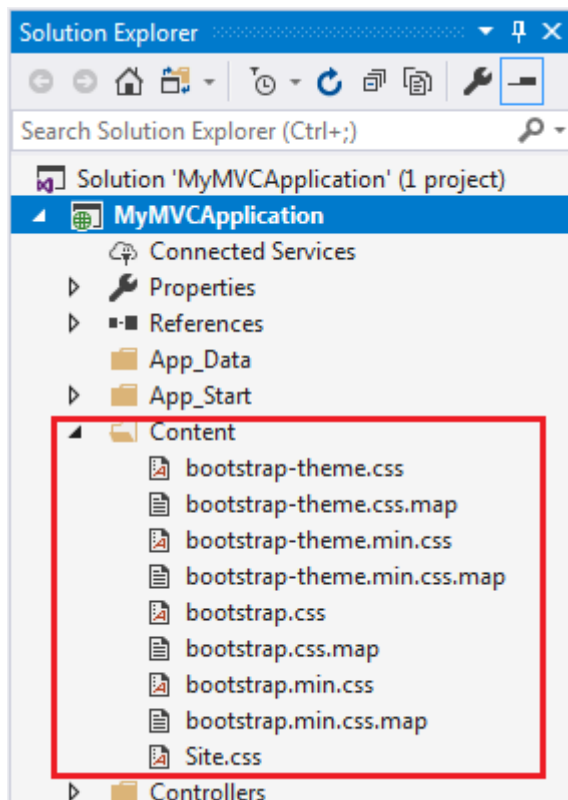 Solution Explorer
Search Solution Explorer (Ctrl+;)
Solution 'MyMVCApplication' (1 project)
MyMVCApplication
Connected Services
Properties
References
App_Data
App_Start
Content
bootstrap-theme.css
bootstrap-theme.css.map
bootstrap-theme.min.css
bootstrap-theme.min.css.map
bootstrap.css
bootstrap.css.map
bootstrap.min.css
bootstrap.min.css.map
Site.css
Controllers